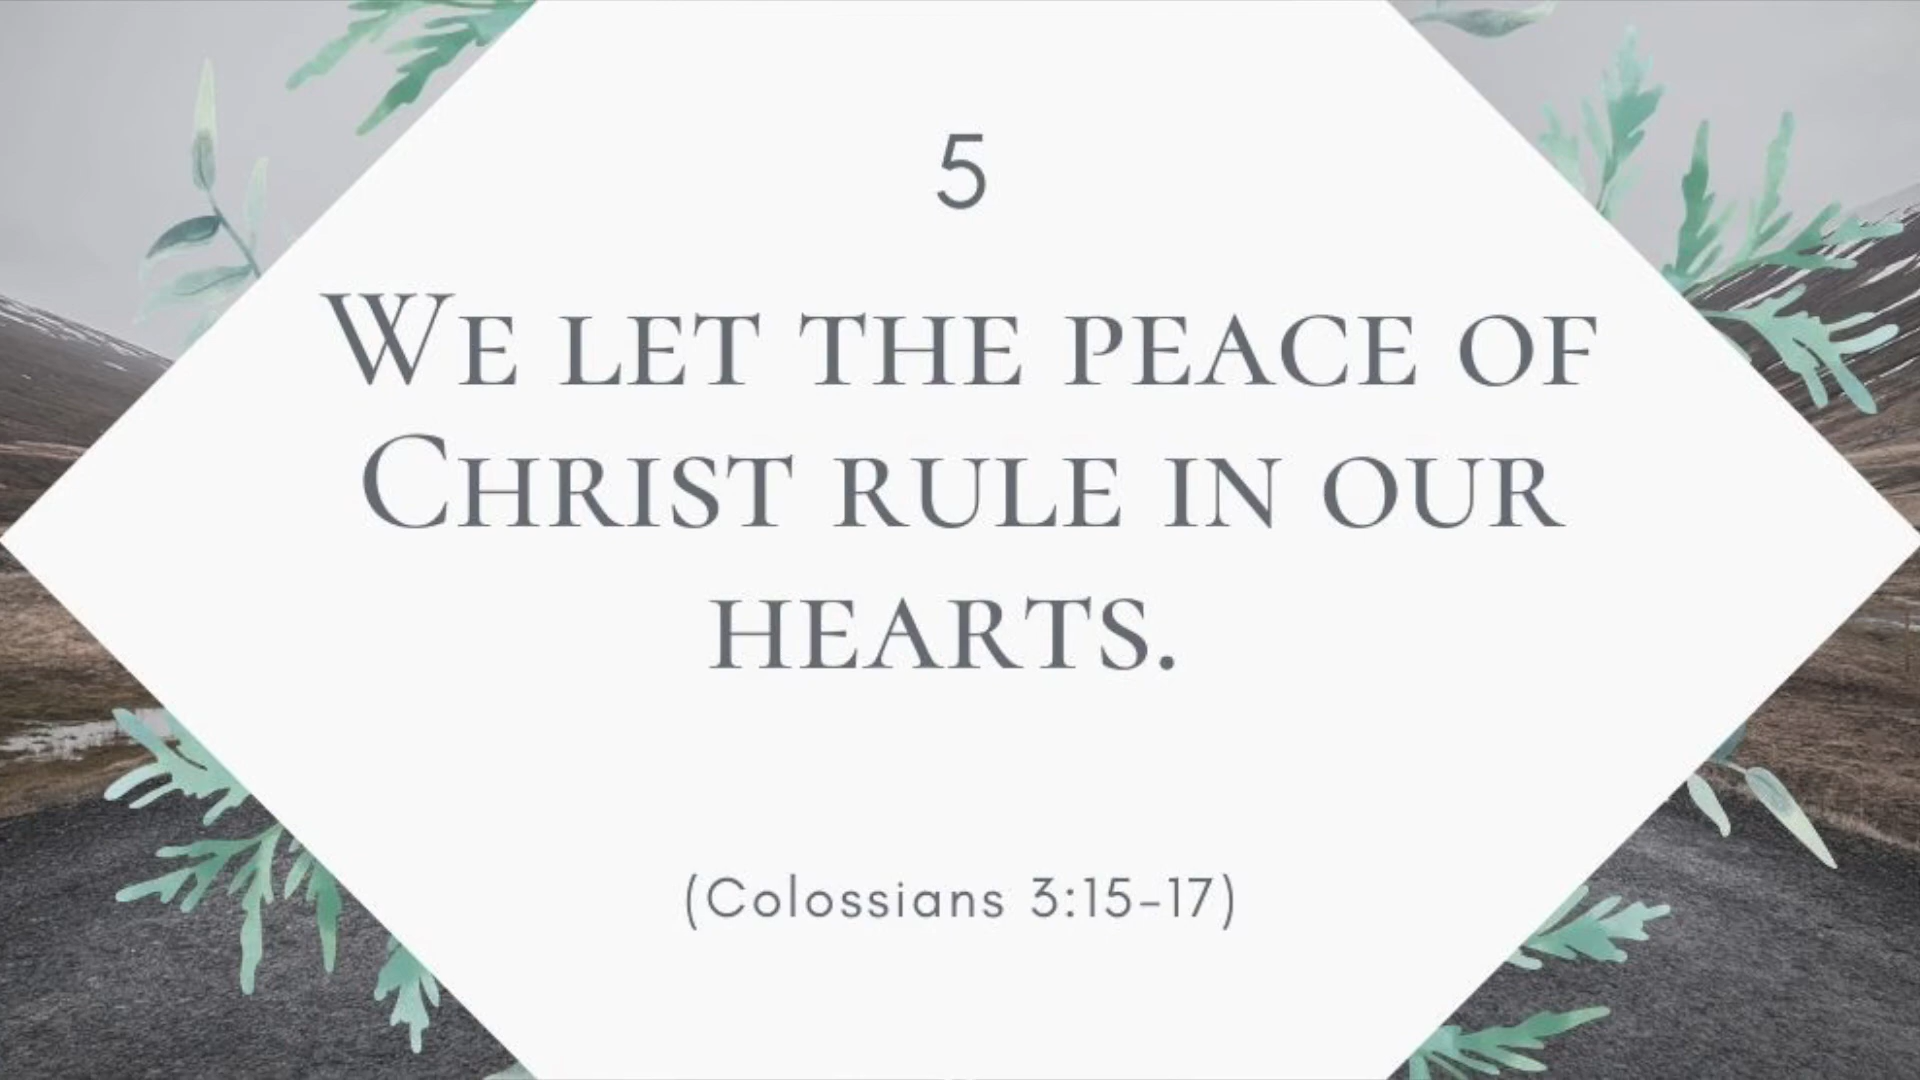 5
We let the peace of
Christ rule in our
hearts.
(Colossians 3:15-17)